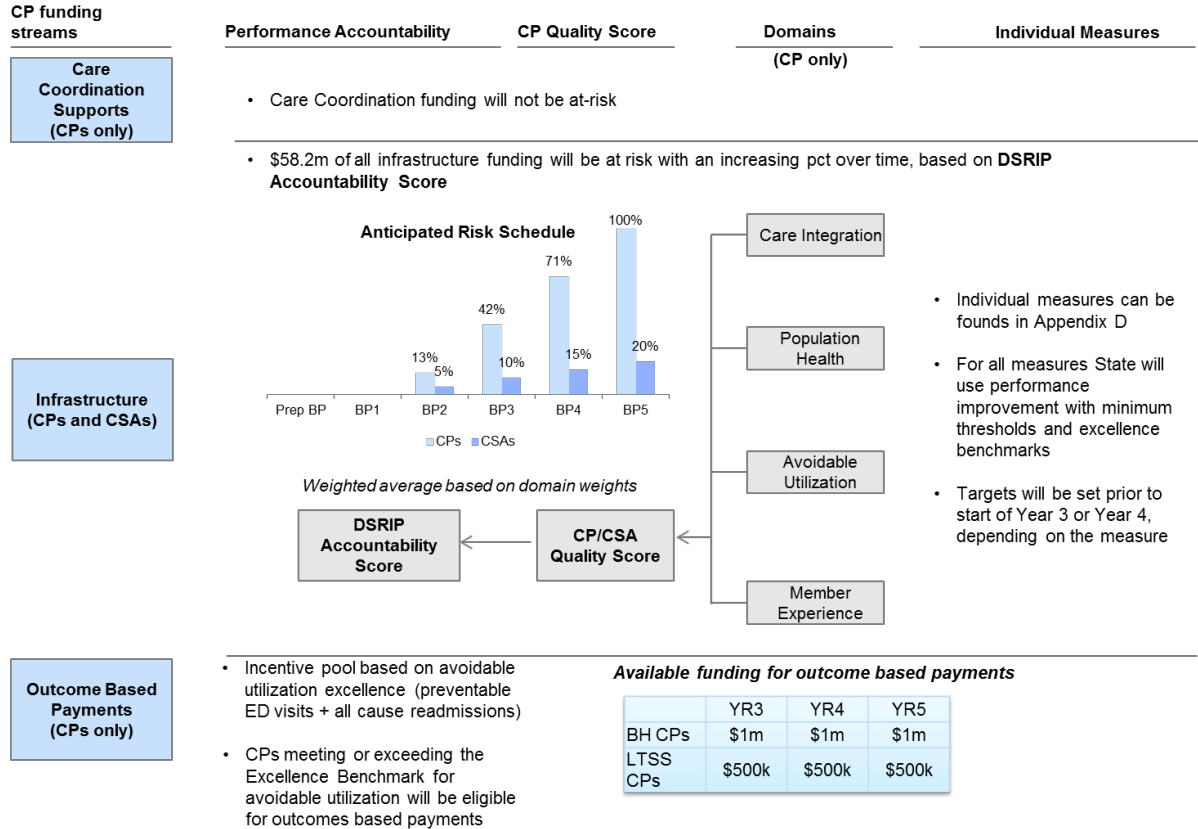 CP funding
streams
Performance Accountability
CP Quality Score
Domains
(CP only)
Individual Measures
Care
Coordination
Supports
(CPs only)
• Care Coordination funding will not be at-risk
• $58.2m of all infrastructure funding will be at risk with an increasing pct over time, based on DSRIP
Accountability Score
Infrastructure
(CPs and CSAs)
Anticipated Risk Schedule
13%
5%
42%
10%
71%
15%
100%
20%
Prep BP
BP1
BP2
BP3
BP4
BP5
CPs
CSAs
Weighted average based on domain weights
DSRIP
Accountability
Score
CP/CSA
Quality Score
Care Integration
Population
Health
Avoidable
Utilization
Member
Experience
• Individual measures can be
founds in Appendix D
• For all measures State will
use performance
improvement with minimum
thresholds and excellence
benchmarks
• Targets will be set prior to
start of Year 3 or Year 4,
depending on the measure
Outcome Based
Payments
(CPs only)
• Incentive pool based on avoidable
utilization excellence (preventable
ED visits + all cause readmissions)
• CPs meeting or exceeding the
Excellence Benchmark for
avoidable utilization will be eligible
for outcomes based payments
Available funding for outcome based payments
YR3 YR4 YR5
BH CPs $1m $1m $1m
LTSS
CPs $500k $500k $500k